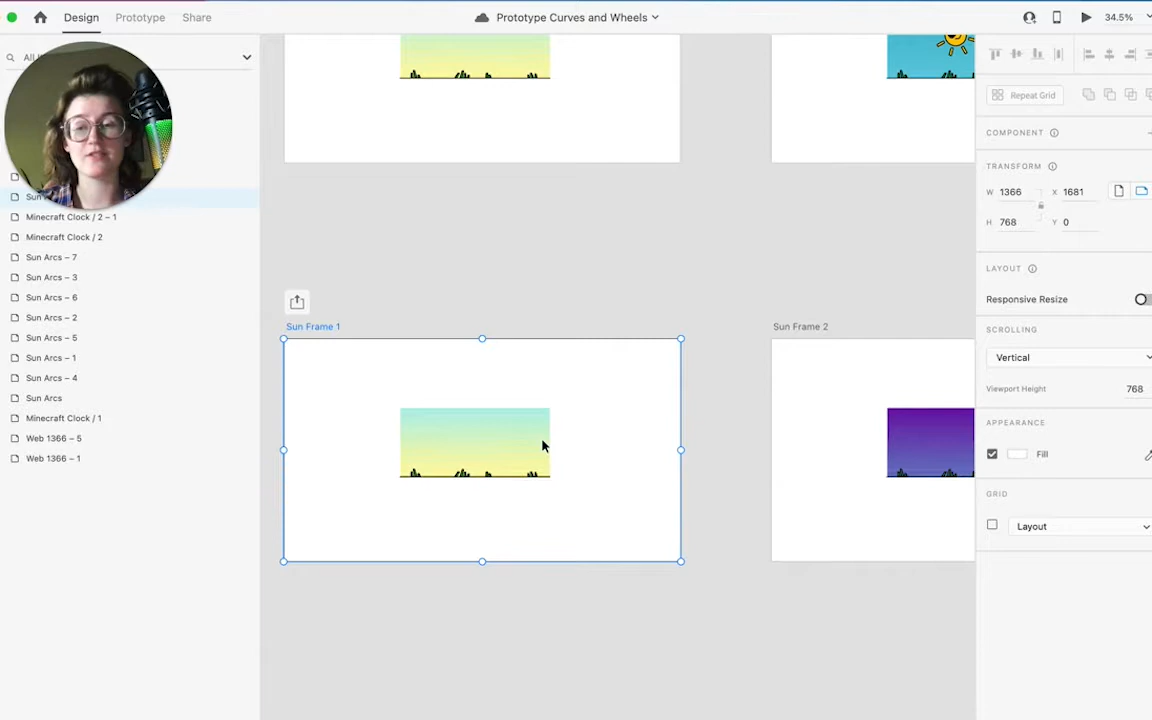 Design Prototype Share Prototype Curves and Wheels 34.5%
All
Repeat Grid
COMPONENT
TRANSFORM
W 1366 X 1681
H 768 Y 0
LAYOUT
Responsive Resize
SCROLLING
Vertical
Viewport Height 768
APPEARANCE
Fill
GRID
Layout
Sun
Minecraft Clock / 2 – 1
Minecraft Clock / 2
Sun Arcs – 7
Sun Arcs – 3
Sun Arcs – 6
Sun Arcs – 2
Sun Arcs – 5
Sun Arcs – 1
Sun Arcs – 4
Sun Arcs
Minecraft Clock / 1
Web 1366 – 5
Web 1366 – 1
Sun Frame 1 Sun Frame 2